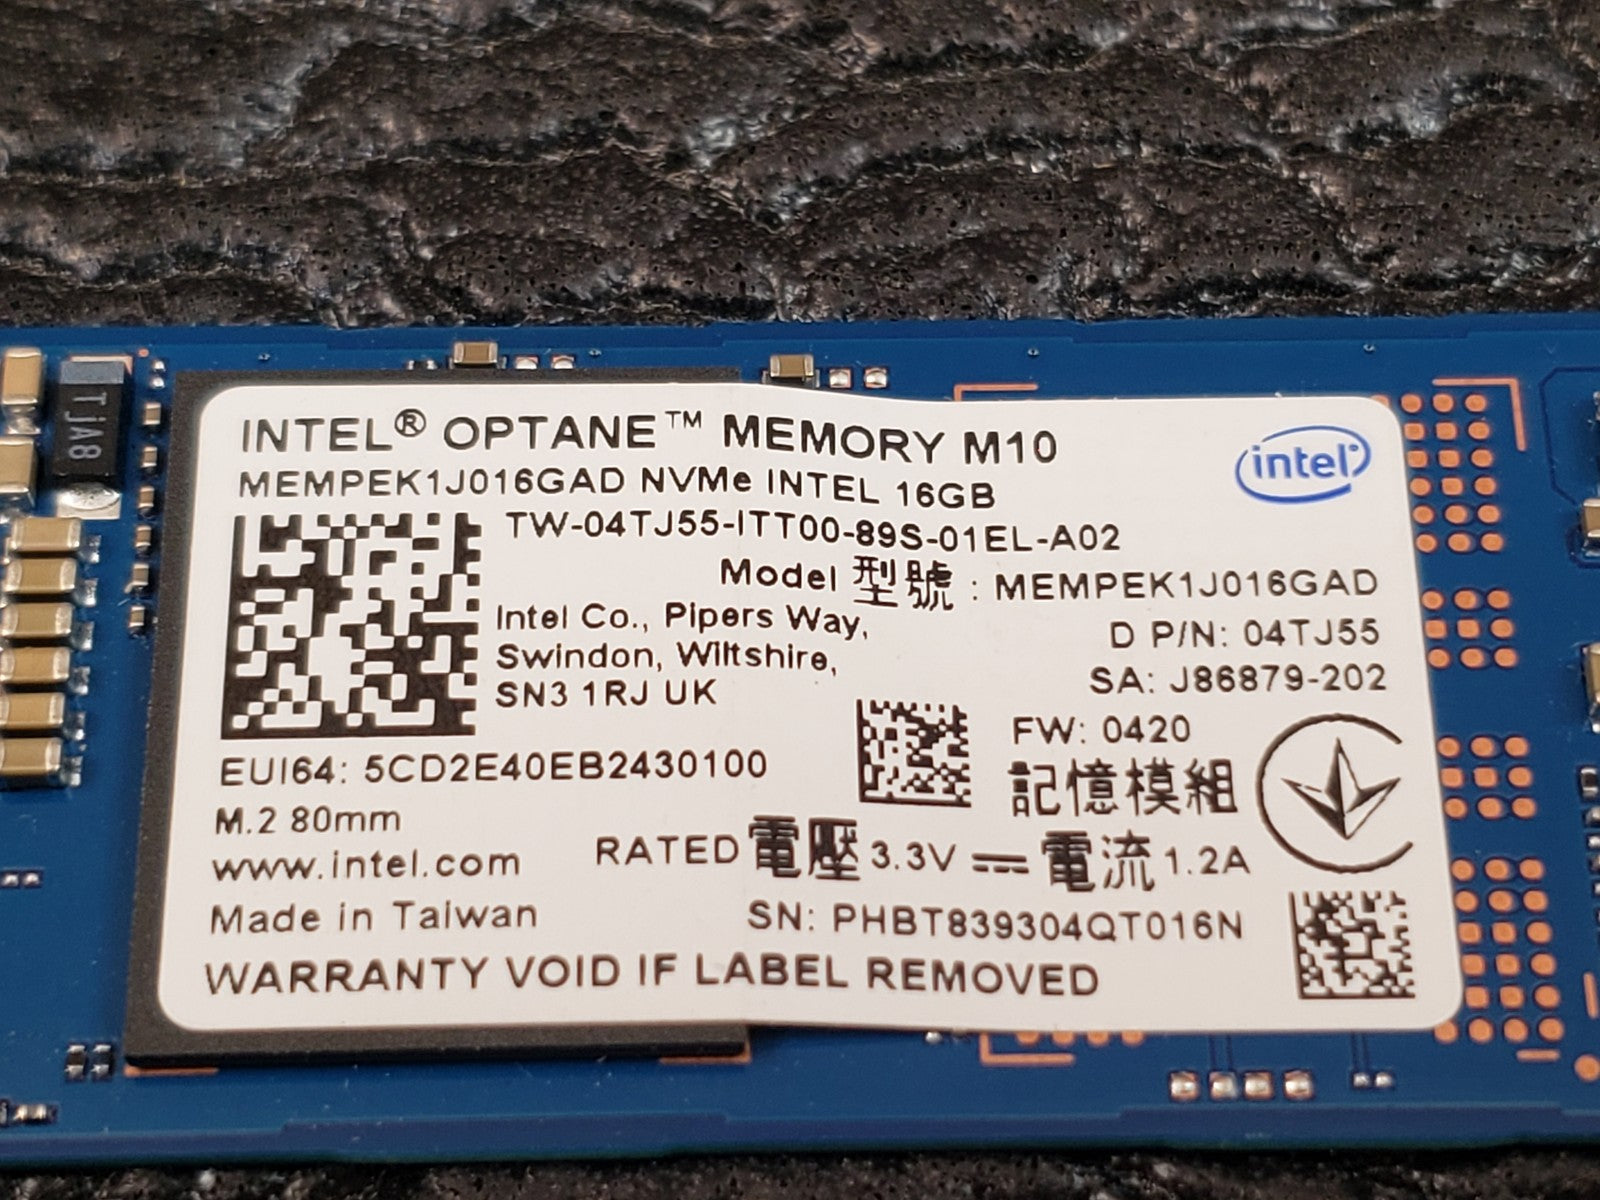 INTEL® OPTANE™ MEMORY M10
intel
MEMPEK1J016GAD NVMe INTEL 16GB
TW-04TJ55-ITT00-89S-01EL-A02
Model 型號 : MEMPEK1J016GAD
Intel Co., Pipers Way,
Swindon, Wiltshire,
SN3 1RJ UK
D P/N: 04TJ55
SA: J86879-202
FW: 0420
EUI64: 5CD2E40EB2430100
記憶模組
M.2 80mm
RATED 電壓 3.3V ⎓ 電流 1.2A
www.intel.com
Made in Taiwan
SN: PHBT839304QT016N
WARRANTY VOID IF LABEL REMOVED
TjA8